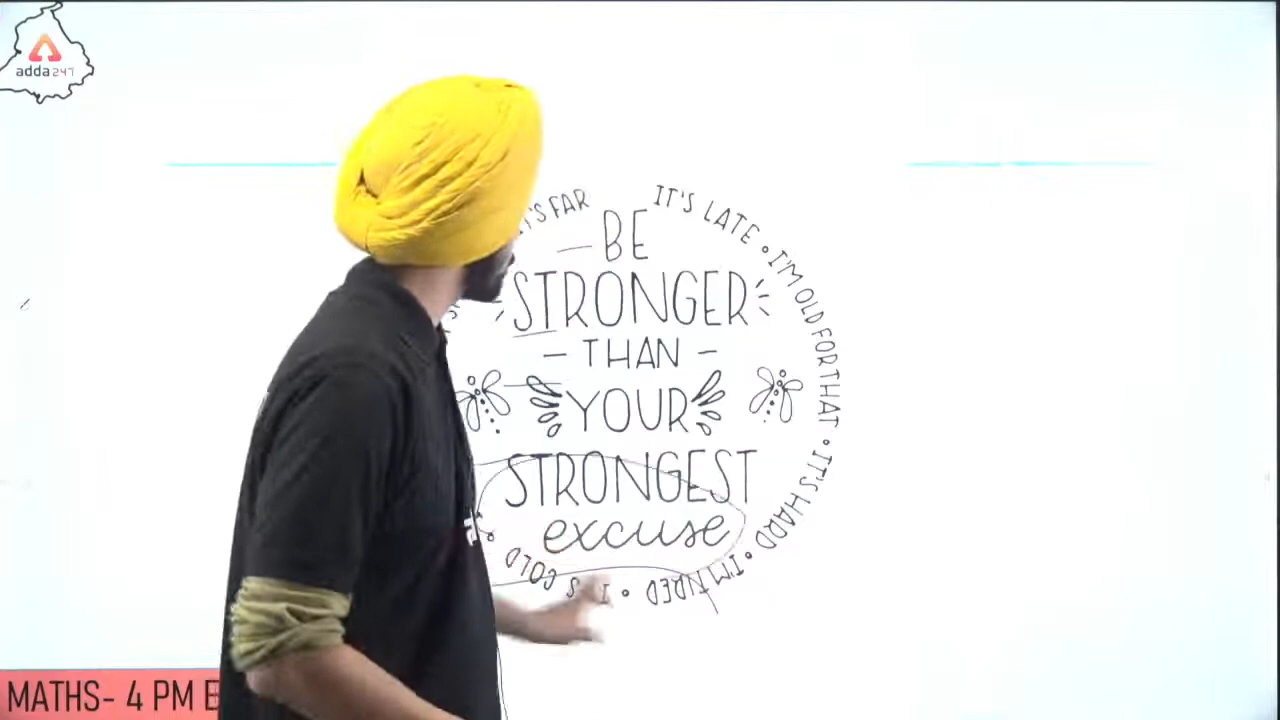 adda247
IT'S FAR
IT'S LATE • I'M OLD FOR THAT • IT'S HARD • I'M TIRED •
IT'S COLD
BE
STRONGER
- THAN -
YOUR
STRONGEST
excuse
MATHS- 4 PM